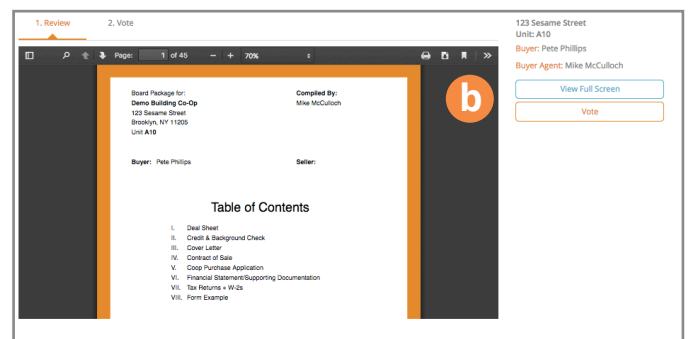 1. Review
2. Vote
Page: 1 of 45 − + 70%
Board Package for:
Demo Building Co-Op
123 Sesame Street
Brooklyn, NY 11205
Unit A10
Compiled By:
Mike McCulloch
Buyer: Pete Phillips
Seller:
Table of Contents
I. Deal Sheet
II. Credit & Background Check
III. Cover Letter
IV. Contract of Sale
V. Coop Purchase Application
VI. Financial Statement/Supporting Documentation
VII. Tax Returns + W-2s
VIII. Form Example
b
123 Sesame Street
Unit: A10
Buyer: Pete Phillips
Buyer Agent: Mike McCulloch
View Full Screen
Vote